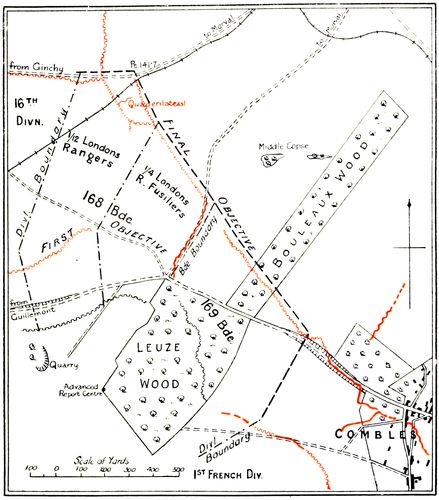 to Morval
to Morval
from Ginchy
Pt. 141.7
16TH
DIVN.
Quadrilateral
Divl Boundary
1/12 Londons
Rangers
FINAL
OBJECTIVE
Middle Copse
1/4 Londons
R. Fusiliers
BOULEAUX WOOD
168 Bde.
FIRST
OBJECTIVE
Bde Boundary
from
Guillemont
169 Bde.
LEUZE
WOOD
Quarry
Advanced
Report Centre
COMBLES
Divl
Boundary
Scale of Yards
100 0 100 200 300 400 500
1ST FRENCH DIV.